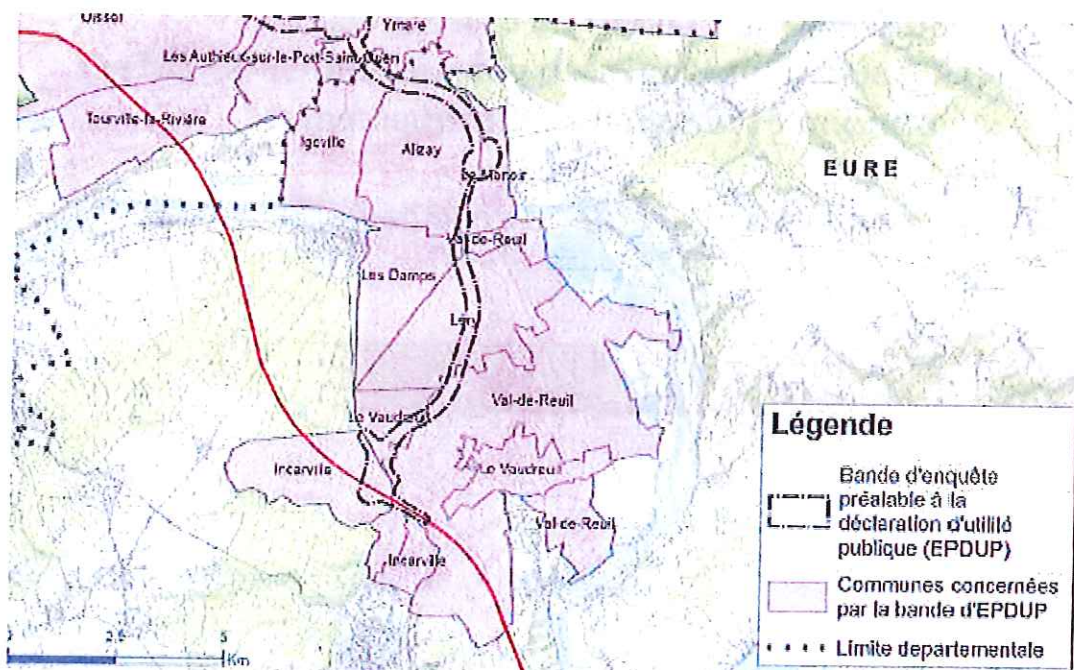 Oissel
Ymare
Les Authieux-sur-le-Port-Saint-Ouen
Tourville-la-Rivière
Igoville
Alizay
Le Manoir
EURE
Val-de-Reuil
Les Damps
Léry
Val-de-Reuil
Le Vaudreuil
Incarville
Le Vaudreuil
Val-de-Reuil
Incarville
Légende
Bande d'enquête
préalable à la
déclaration d'utilité
publique (EPDUP)
Communes concernées
par la bande d'EPDUP
Limite departementale
0 2,5 5
Km